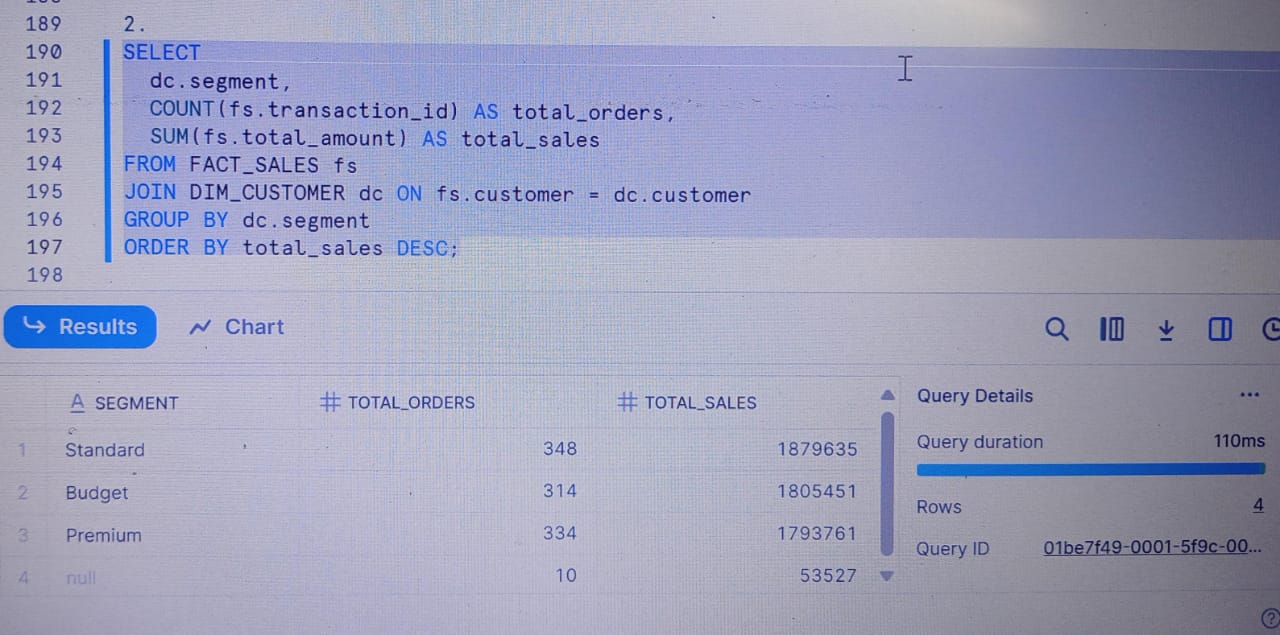 189 2.
190 SELECT
191 dc.segment,
192 COUNT(fs.transaction_id) AS total_orders,
193 SUM(fs.total_amount) AS total_sales
194 FROM FACT_SALES fs
195 JOIN DIM_CUSTOMER dc ON fs.customer = dc.customer
196 GROUP BY dc.segment
197 ORDER BY total_sales DESC;
198
Results Chart
A SEGMENT # TOTAL_ORDERS # TOTAL_SALES
1 Standard 348 1879635
2 Budget 314 1805451
3 Premium 334 1793761
4 null 10 53527
Query Details ...
Query duration 110ms
Rows 4
Query ID 01be7f49-0001-5f9c-00...
?